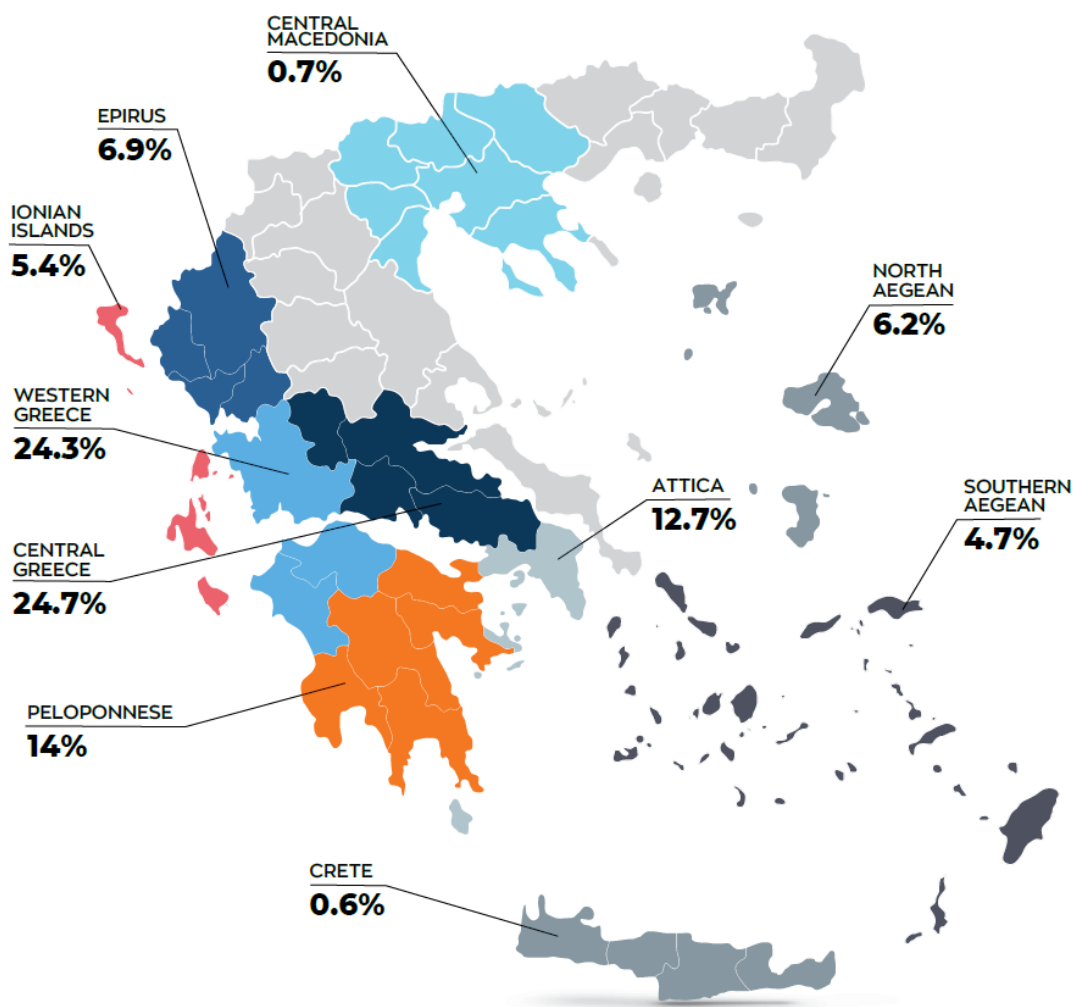 CENTRAL
MACEDONIA
0.7%
EPIRUS
6.9%
IONIAN
ISLANDS
5.4%
NORTH
AEGEAN
6.2%
WESTERN
GREECE
24.3%
ATTICA
12.7%
SOUTHERN
AEGEAN
4.7%
CENTRAL
GREECE
24.7%
PELOPONNESE
14%
CRETE
0.6%